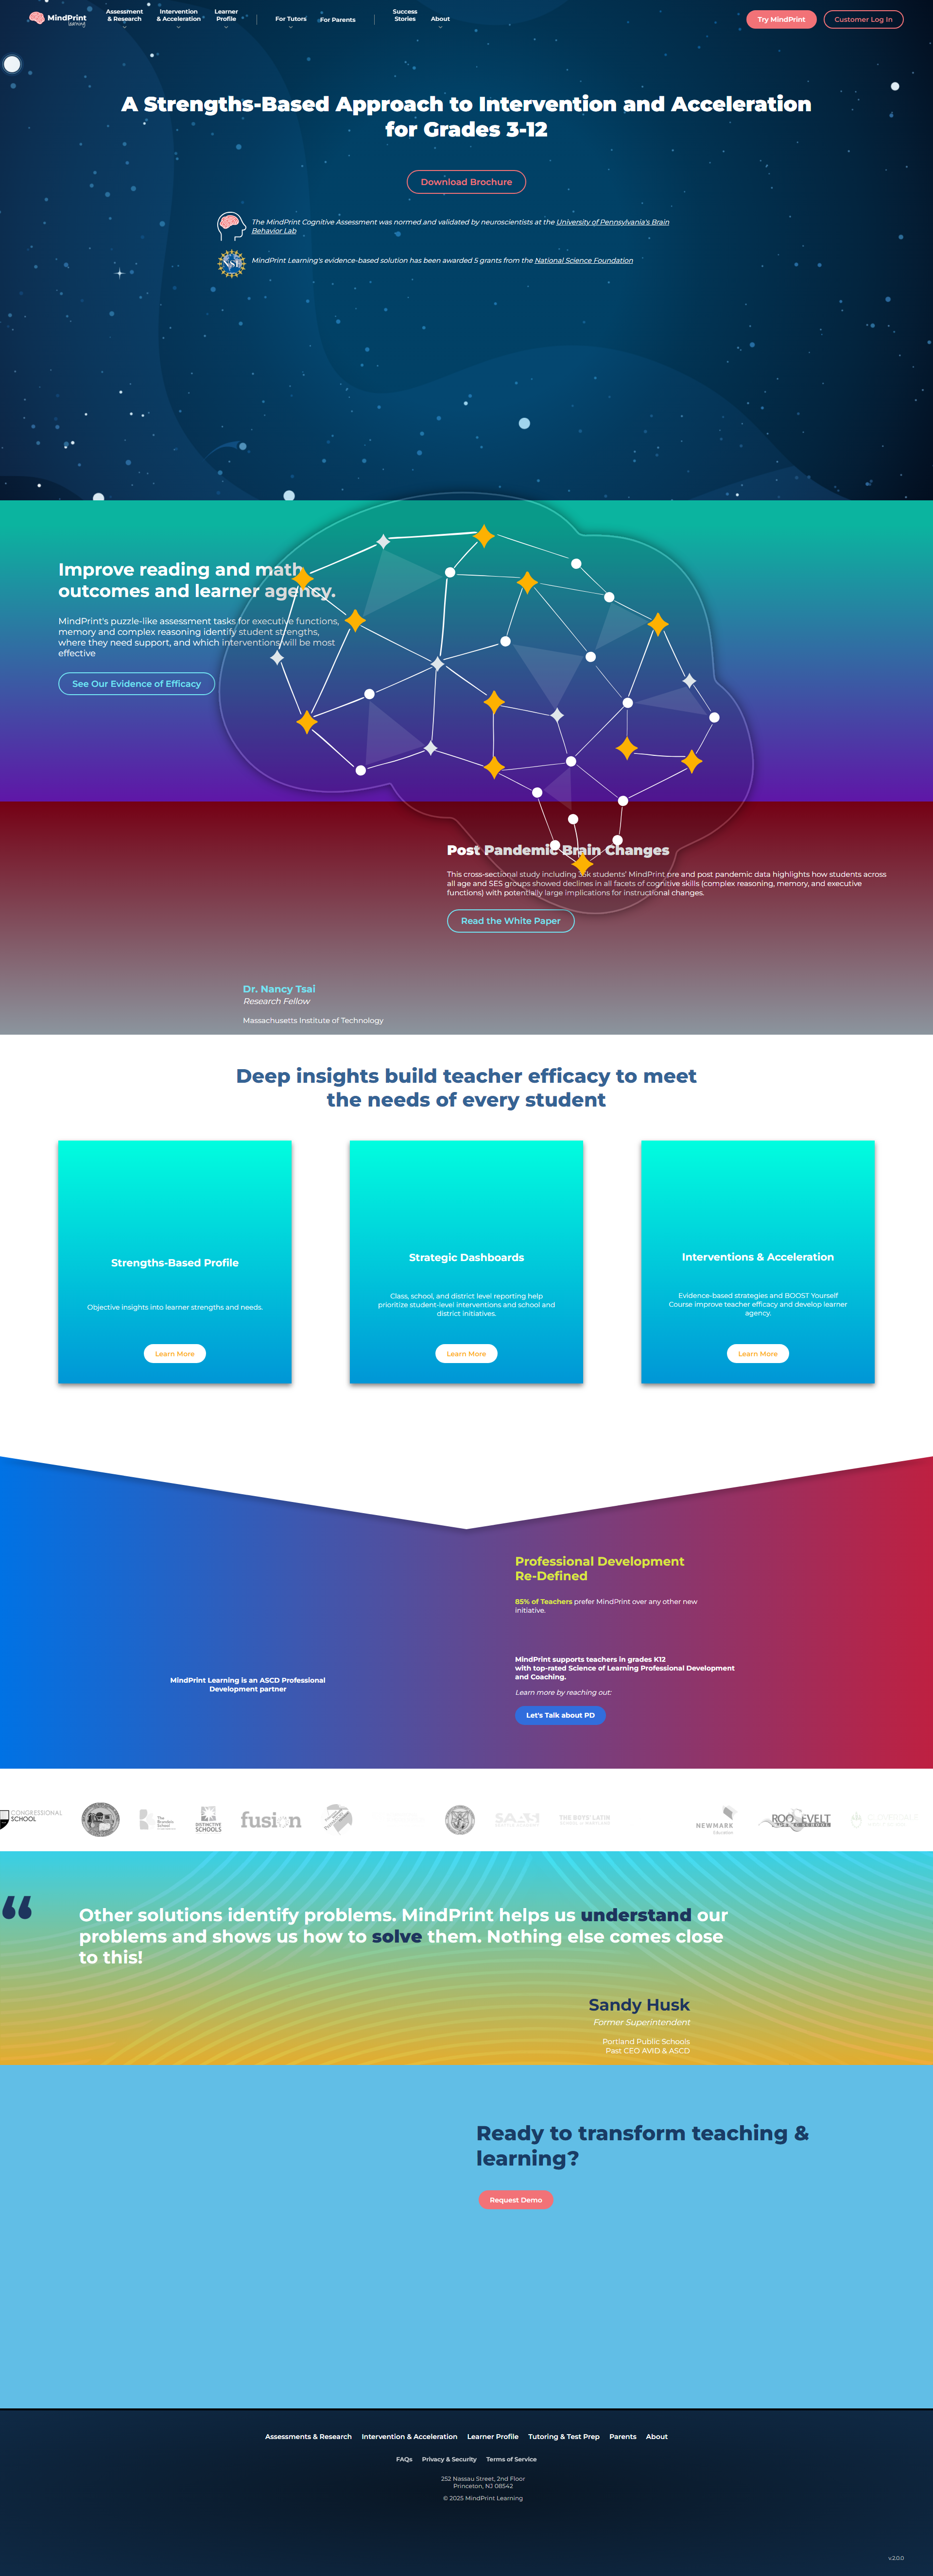 MindPrint
learning
Assessment
& Research
Intervention
& Acceleration
Learner
Profile
For Tutors
For Parents
Success
Stories
About
Try MindPrint
Customer Log In
A Strengths-Based Approach to Intervention and Acceleration
for Grades 3-12
Download Brochure
The MindPrint Cognitive Assessment was normed and validated by neuroscientists at the University of Pennsylvania's Brain
Behavior Lab
NSF
MindPrint Learning's evidence-based solution has been awarded 5 grants from the National Science Foundation
Improve reading and math
outcomes and learner agency.
MindPrint's puzzle-like assessment tasks for executive functions,
memory and complex reasoning identify student strengths,
where they need support, and which interventions will be most
effective
See Our Evidence of Efficacy
Post Pandemic Brain Changes
This cross-sectional study including students' MindPrint pre and post pandemic data highlights how students across
all age and SES groups showed declines in all facets of cognitive skills (complex reasoning, memory, and executive
functions) with potentially large implications for instructional changes.
Read the White Paper
Dr. Nancy Tsai
Research Fellow
Massachusetts Institute of Technology
Deep insights build teacher efficacy to meet
the needs of every student
Strengths-Based Profile
Objective insights into learner strengths and needs.
Learn More
Strategic Dashboards
Class, school, and district level reporting help
prioritize student-level interventions and school and
district initiatives.
Learn More
Interventions & Acceleration
Evidence-based strategies and BOOST Yourself
Course improve teacher efficacy and develop learner
agency.
Learn More
Professional Development
Re-Defined
85% of Teachers prefer MindPrint over any other new
initiative.
MindPrint supports teachers in grades K12
with top-rated Science of Learning Professional Development
and Coaching.
Learn more by reaching out:
Let's Talk about PD
MindPrint Learning is an ASCD Professional
Development partner
CONGRESSIONAL
SCHOOL
DISTINCTIVE
SCHOOLS
fusion
THE BOYS' LATIN
SCHOOL OF MARYLAND
NEWMARK
Education
ROOSEVELT
“
Other solutions identify problems. MindPrint helps us understand our
problems and shows us how to solve them. Nothing else comes close
to this!
Sandy Husk
Former Superintendent
Portland Public Schools
Past CEO AVID & ASCD
Ready to transform teaching &
learning?
Request Demo
Assessments & Research
Intervention & Acceleration
Learner Profile
Tutoring & Test Prep
Parents
About
FAQs
Privacy & Security
Terms of Service
252 Nassau Street, 2nd Floor
Princeton, NJ 08542
© 2025 MindPrint Learning
v.2.0.0